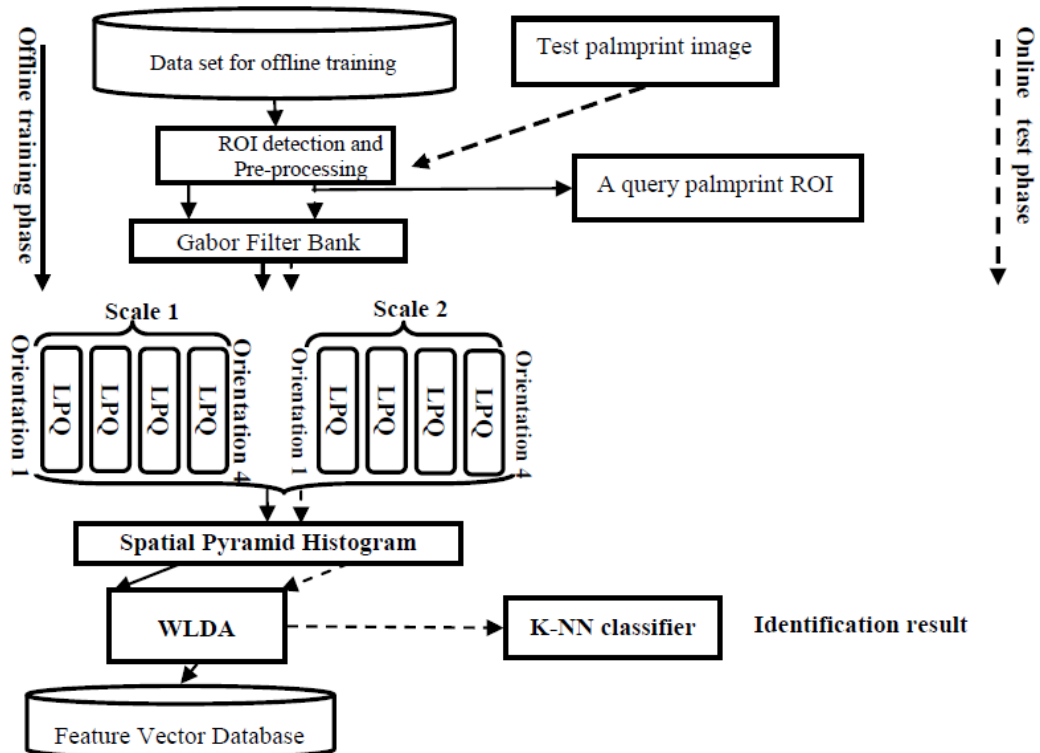 Offline training phase
Data set for offline training
Test palmprint image
Online test phase
ROI detection and
Pre-processing
A query palmprint ROI
Gabor Filter Bank
Scale 1
Scale 2
Orientation 1
LPQ
LPQ
LPQ
LPQ
Orientation 4
Orientation 1
LPQ
LPQ
LPQ
LPQ
Orientation 4
Spatial Pyramid Histogram
WLDA
K-NN classifier
Identification result
Feature Vector Database